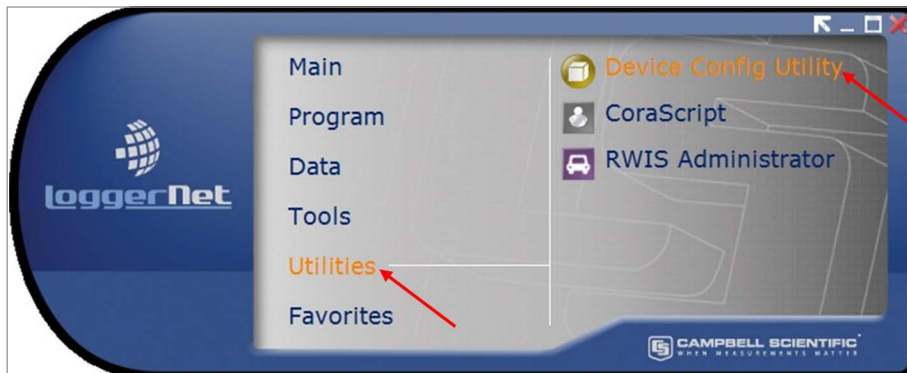 LoggerNet
Main
Program
Data
Tools
Utilities
Favorites
Device Config Utility
CoraScript
RWIS Administrator
CAMPBELL SCIENTIFIC
WHEN MEASUREMENTS MATTER